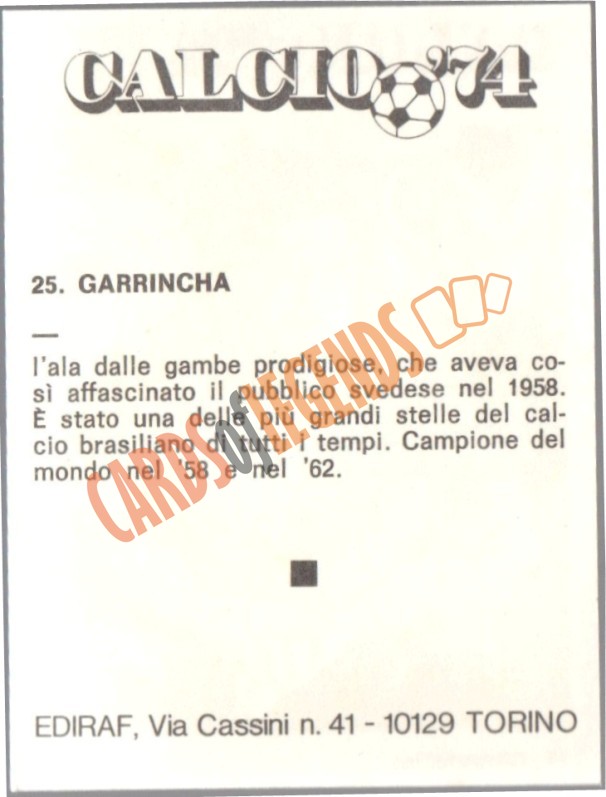 CALCIO '74
25. GARRINCHA
—
l'ala dalle gambe prodigiose, che aveva co-
sì affascinato il pubblico svedese nel 1958.
È stato una delle più grandi stelle del cal-
cio brasiliano di tutti i tempi. Campione del
mondo nel '58 e nel '62.
CARDS of LEGENDS
EDIRAF, Via Cassini n. 41 - 10129 TORINO